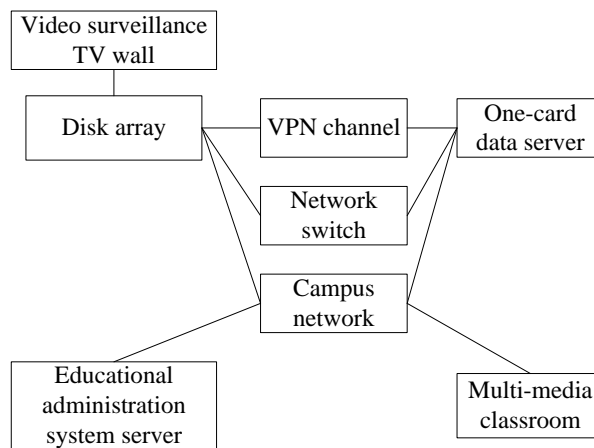 Video surveillance
TV wall
Disk array
VPN channel
One-card
data server
Network
switch
Campus
network
Educational
administration
system server
Multi-media
classroom